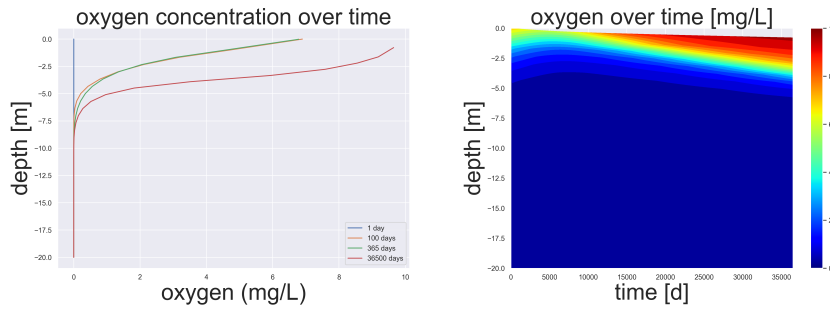 oxygen concentration over time
0.0
−2.5
−5.0
−7.5
−10.0
−12.5
−15.0
−17.5
−20.0
depth [m]
1 day
100 days
365 days
36500 days
0 2 4 6 8 10
oxygen (mg/L)
oxygen over time [mg/L]
0.0
−2.5
−5.0
−7.5
−10.0
−12.5
−15.0
−17.5
−20.0
depth [m]
0 5000 10000 15000 20000 25000 30000 35000
time [d]